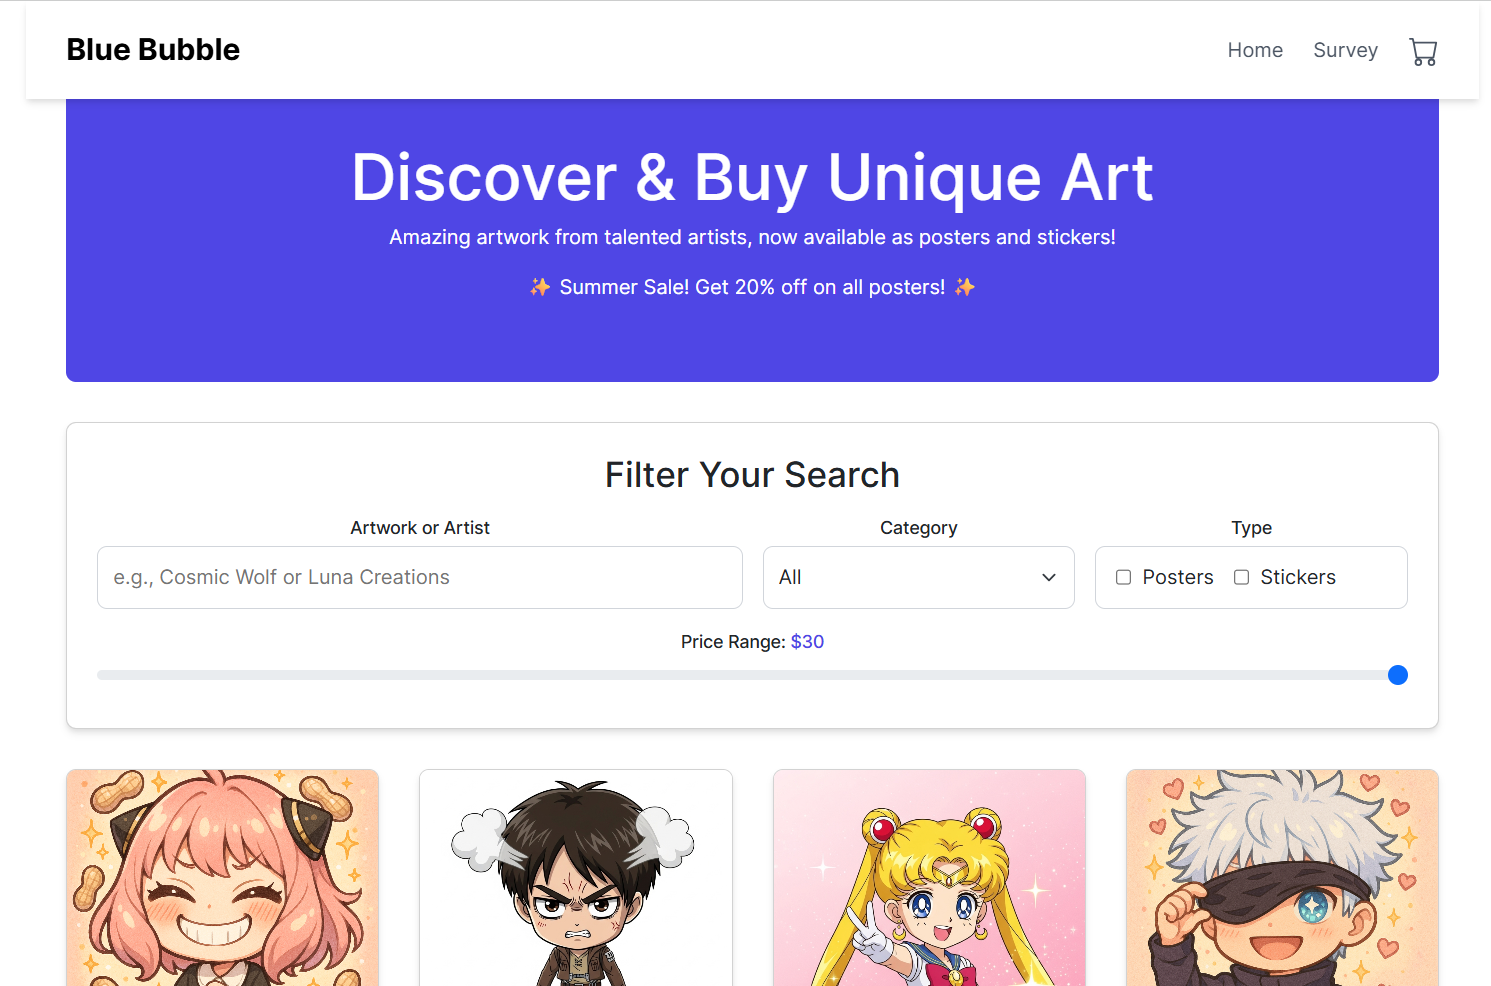 Blue Bubble
Home Survey
Discover & Buy Unique Art
Amazing artwork from talented artists, now available as posters and stickers!
✨ Summer Sale! Get 20% off on all posters! ✨
Filter Your Search
Artwork or Artist
e.g., Cosmic Wolf or Luna Creations
Category
All
Type
Posters Stickers
Price Range: $30